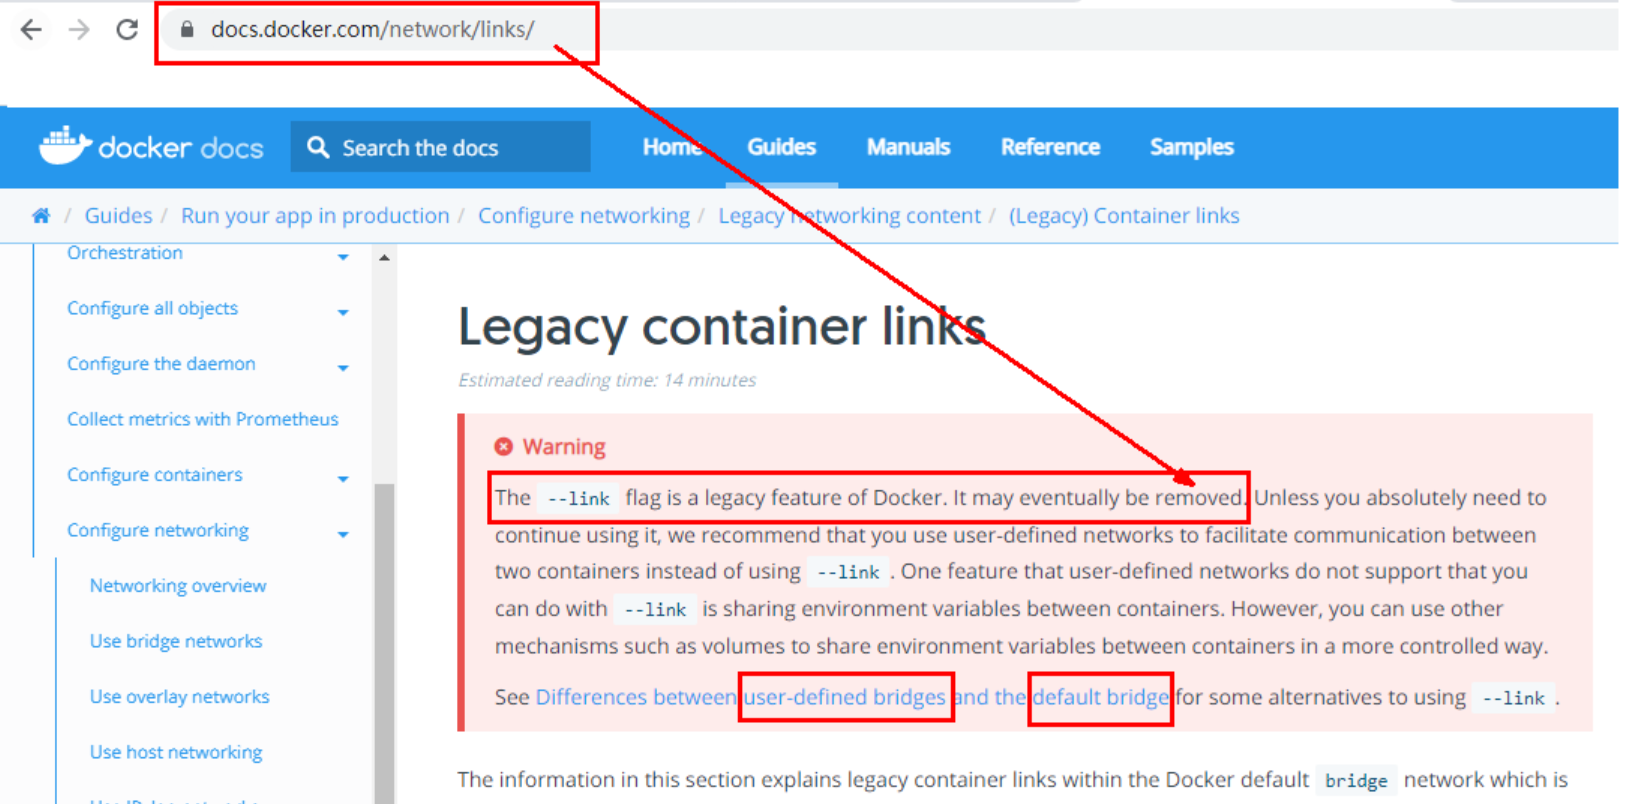 docs.docker.com/network/links/
docker docs
Search the docs
Home Guides Manuals Reference Samples
/ Guides / Run your app in production / Configure networking / Legacy networking content / (Legacy) Container links
Orchestration
Configure all objects
Configure the daemon
Collect metrics with Prometheus
Configure containers
Configure networking
Networking overview
Use bridge networks
Use overlay networks
Use host networking
Legacy container links
Estimated reading time: 14 minutes
Warning
The --link flag is a legacy feature of Docker. It may eventually be removed. Unless you absolutely need to
continue using it, we recommend that you use user-defined networks to facilitate communication between
two containers instead of using --link . One feature that user-defined networks do not support that you
can do with --link is sharing environment variables between containers. However, you can use other
mechanisms such as volumes to share environment variables between containers in a more controlled way.
See Differences between user-defined bridges and the default bridge for some alternatives to using --link .
The information in this section explains legacy container links within the Docker default bridge network which is